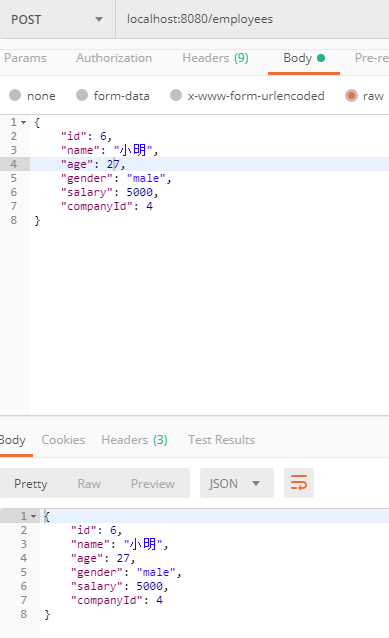 POST localhost:8080/employees
Params Authorization Headers (9) Body Pre-re
none form-data x-www-form-urlencoded raw
1 {
2 "id": 6,
3 "name": "小明",
4 "age": 27,
5 "gender": "male",
6 "salary": 5000,
7 "companyId": 4
8 }
Body Cookies Headers (3) Test Results
Pretty Raw Preview JSON
1 {
2 "id": 6,
3 "name": "小明",
4 "age": 27,
5 "gender": "male",
6 "salary": 5000,
7 "companyId": 4
8 }